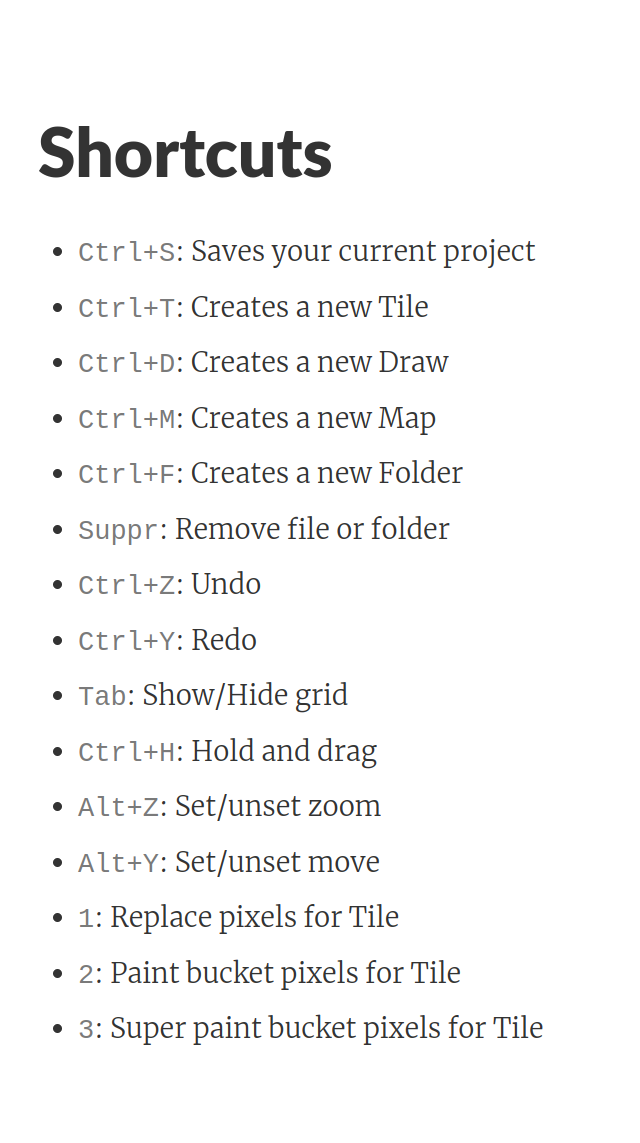 Shortcuts
Ctrl+S: Saves your current project
Ctrl+T: Creates a new Tile
Ctrl+D: Creates a new Draw
Ctrl+M: Creates a new Map
Ctrl+F: Creates a new Folder
Suppr: Remove file or folder
Ctrl+Z: Undo
Ctrl+Y: Redo
Tab: Show/Hide grid
Ctrl+H: Hold and drag
Alt+Z: Set/unset zoom
Alt+Y: Set/unset move
1: Replace pixels for Tile
2: Paint bucket pixels for Tile
3: Super paint bucket pixels for Tile